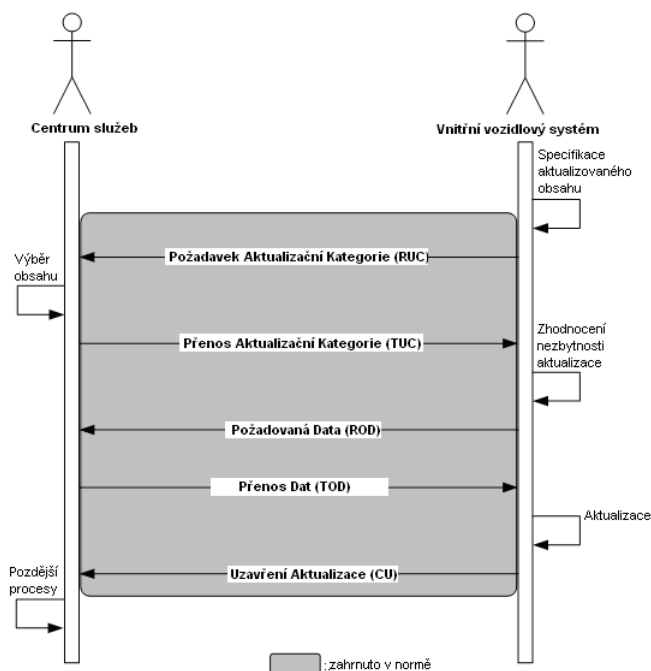 Centrum služeb
Vnitřní vozidlový systém
Specifikace
aktualizovaného
obsahu
Požadavek Aktualizační Kategorie (RUC)
Výběr
obsahu
Přenos Aktualizační Kategorie (TUC)
Zhodnocení
nezbytnosti
aktualizace
Požadovaná Data (ROD)
Přenos Dat (TOD)
Aktualizace
Uzavření Aktualizace (CU)
Pozdější
procesy
: zahrnuto v normě